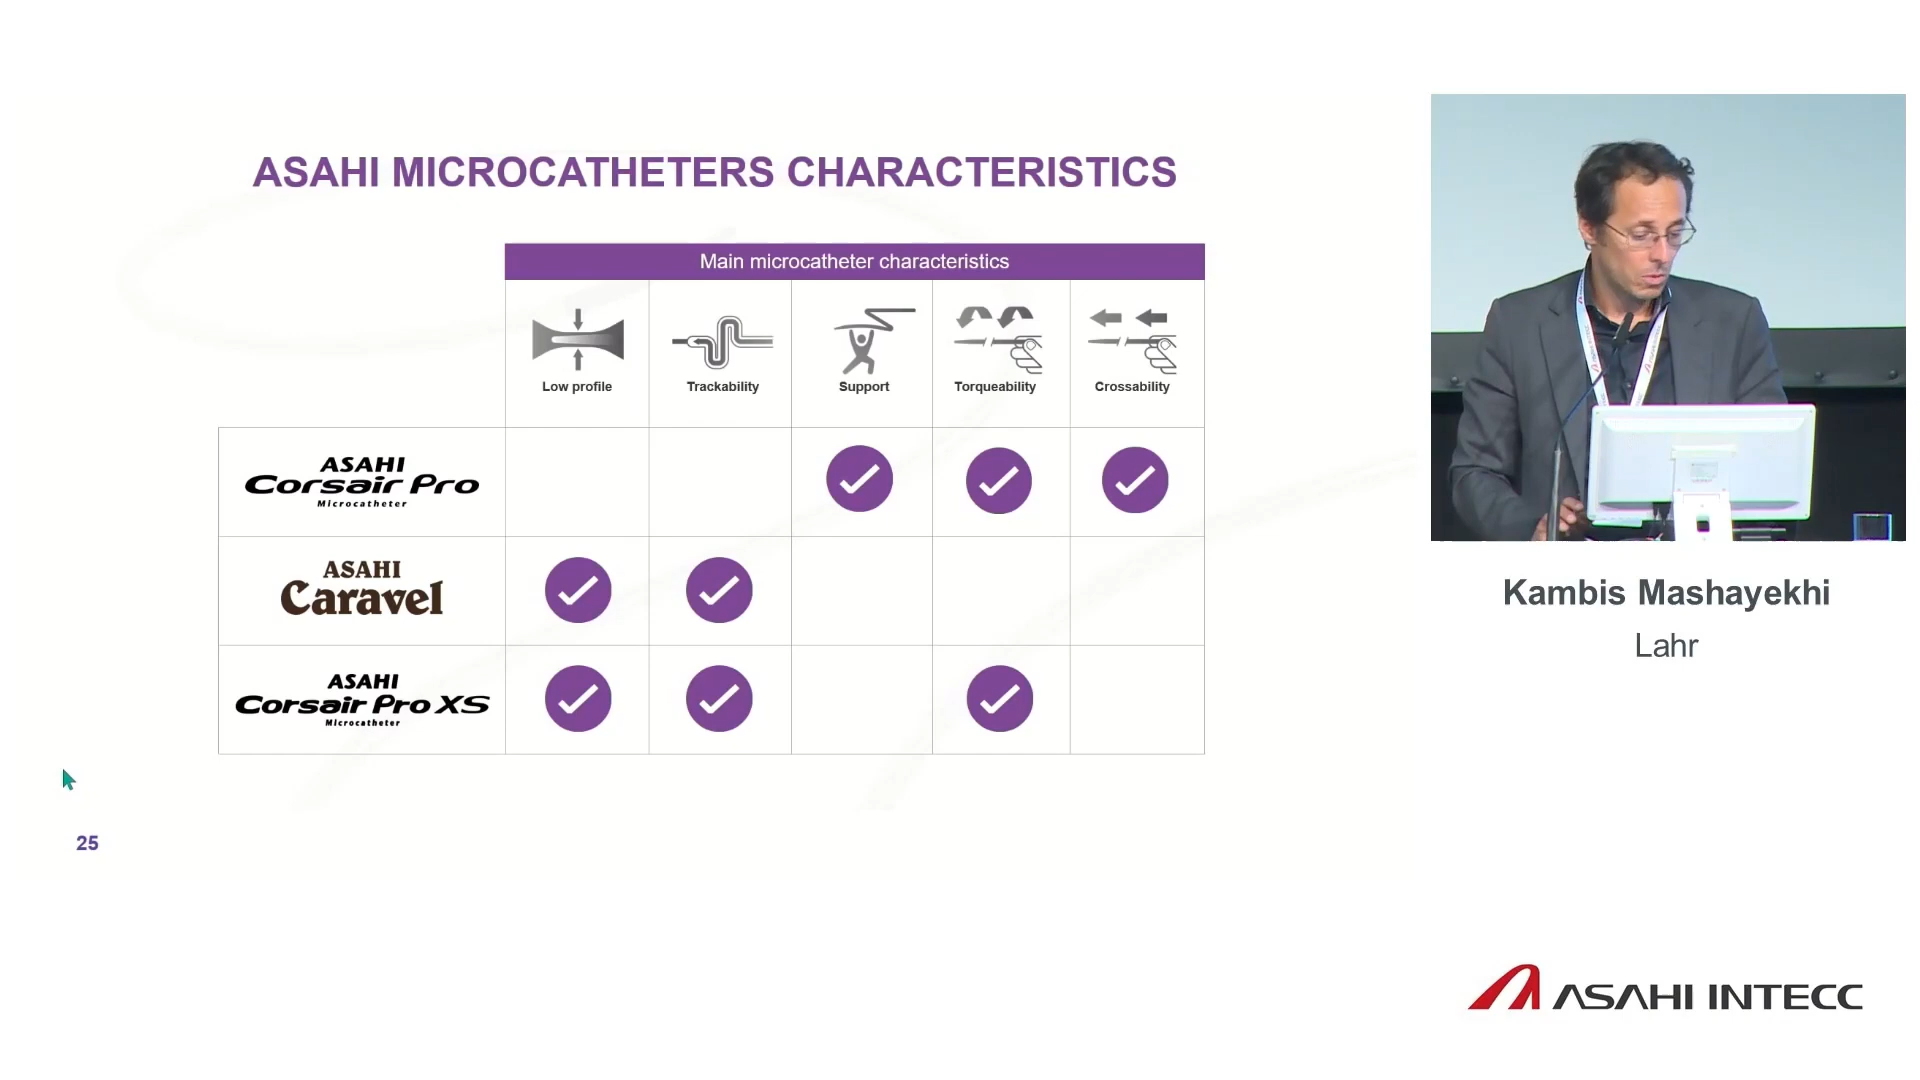 ASAHI MICROCATHETERS CHARACTERISTICS
Main microcatheter characteristics
Low profile
Trackability
Support
Torqueability
Crossability
ASAHI
Corsair Pro
Microcatheter
ASAHI
Caravel
ASAHI
Corsair Pro XS
Microcatheter
25
Kambis Mashayekhi
Lahr
ASAHI INTECC